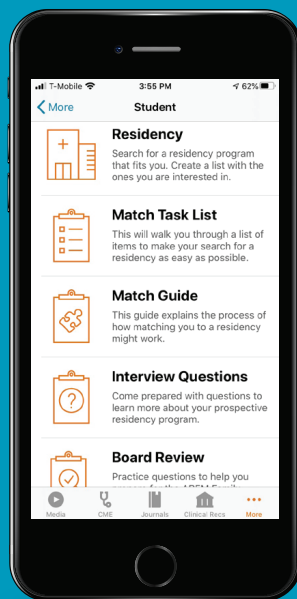 T-Mobile 3:55 PM 62%
More Student
Residency
Search for a residency program
that fits you. Create a list with the
ones you are interested in.
Match Task List
This will walk you through a list of
items to make your search for a
residency as easy as possible.
Match Guide
This guide explains the process of
how matching you to a residency
might work.
Interview Questions
Come prepared with questions to
learn more about your prospective
residency program.
Board Review
Practice questions to help you
Media CME Journals Clinical Recs More